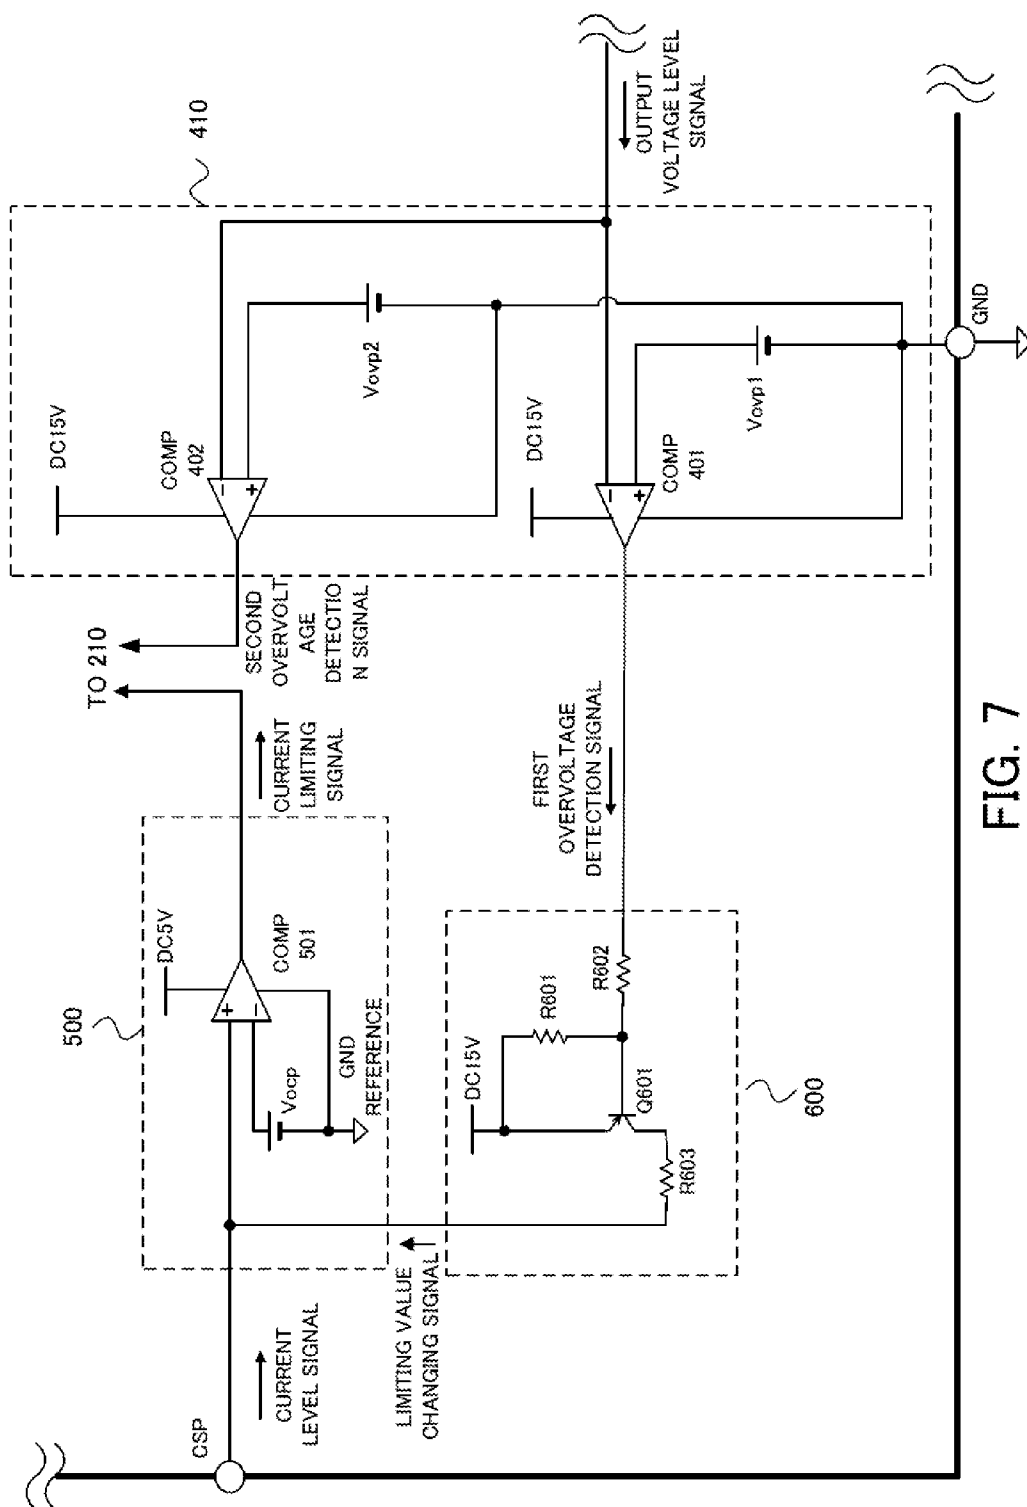 410
DC15V
COMP
402
Vovp2
OUTPUT
VOLTAGE LEVEL
SIGNAL
DC15V
COMP
401
Vovp1
GND
TO 210
SECOND
OVERVOLT
AGE
DETECTIO
N SIGNAL
CURRENT
LIMITING
SIGNAL
FIRST
OVERVOLTAGE
DETECTION SIGNAL
500
DC5V
+
−
COMP
501
Vocp
GND
REFERENCE
−
+
−
+
DC15V
R601
R602
Q601
R603
600
LIMITING VALUE
CHANGING SIGNAL
CURRENT
LEVEL SIGNAL
CSP
FIG. 7